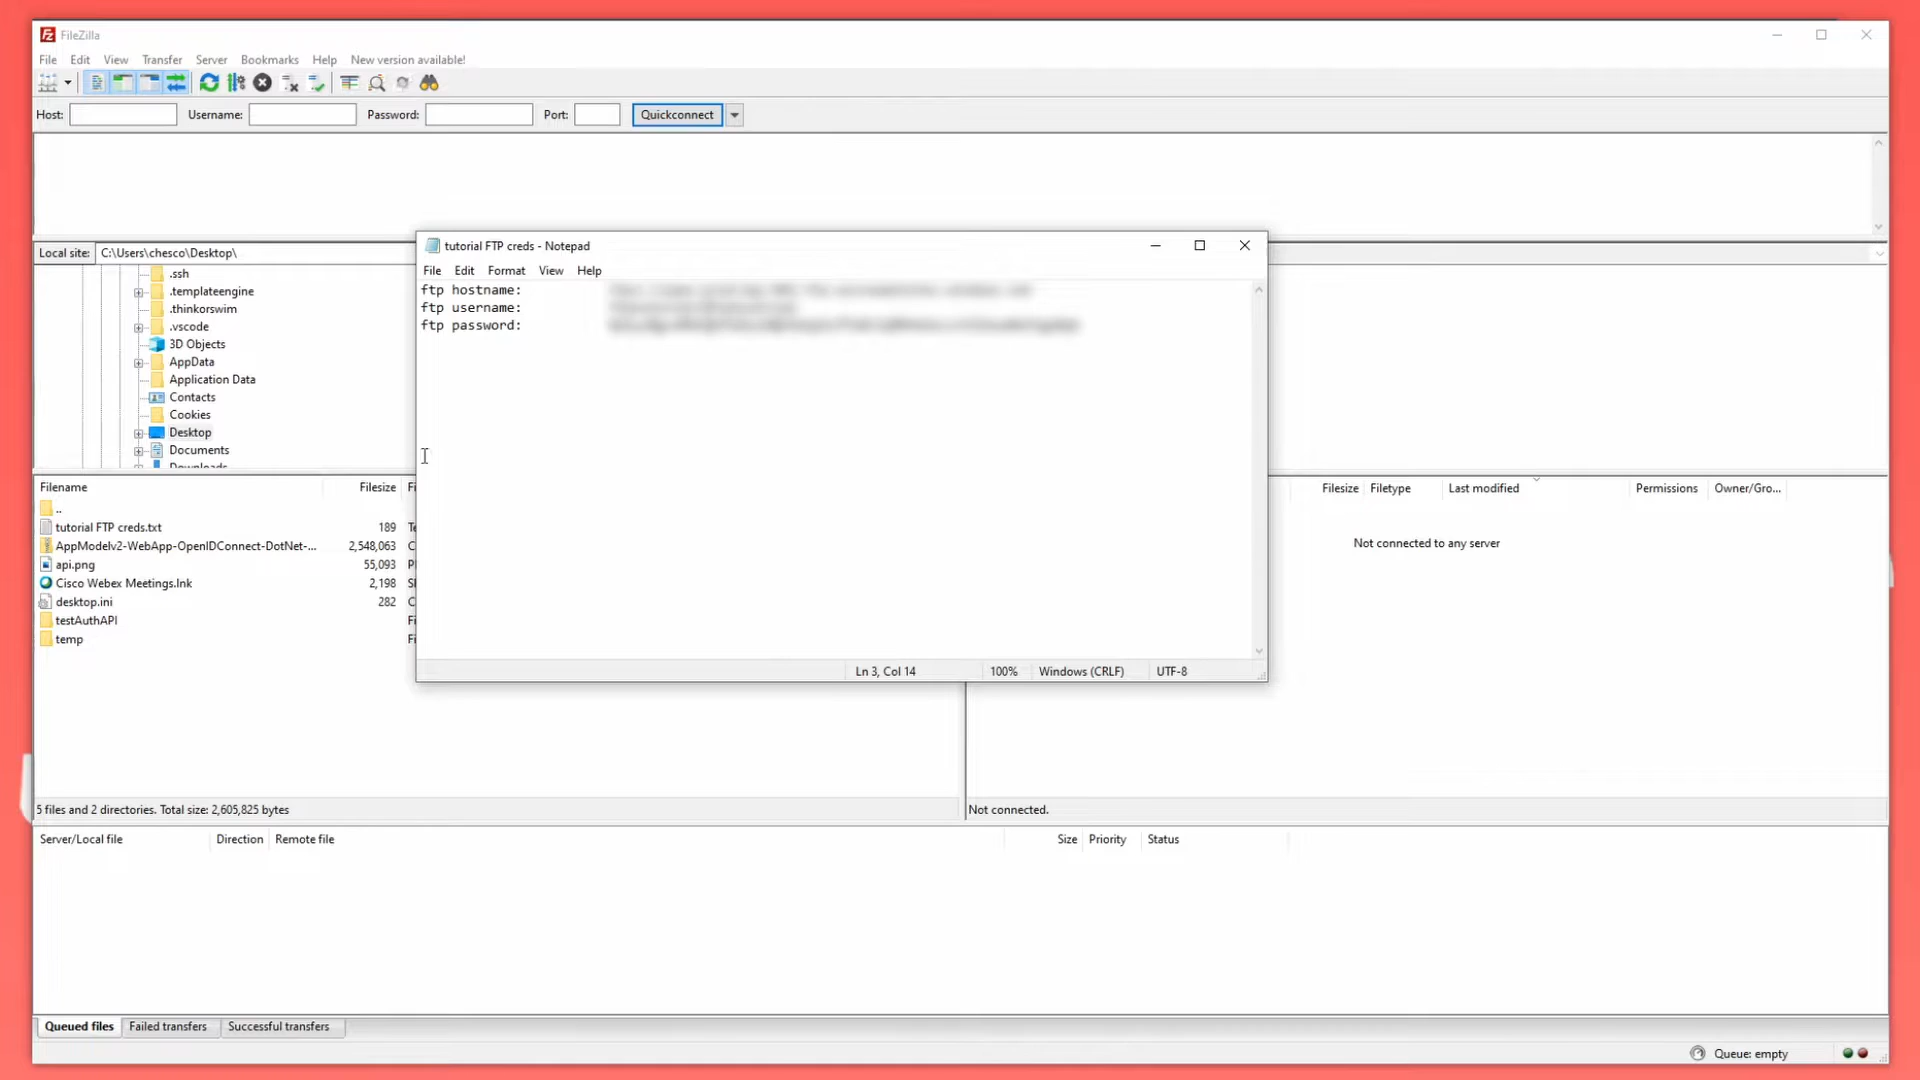 FileZilla
File Edit View Transfer Server Bookmarks Help New version available!
Host: Username: Password: Port: Quickconnect
Local site: C:\Users\chesco\Desktop\
.ssh
.templateengine
.thinkorswim
.vscode
3D Objects
AppData
Application Data
Contacts
Cookies
Desktop
Documents
Downloads
Filename Filesize Fi
..
tutorial FTP creds.txt 189 Te
AppModelv2-WebApp-OpenIDConnect-DotNet-... 2,548,063 C
api.png 55,093 P
Cisco Webex Meetings.lnk 2,198 S
desktop.ini 282 C
testAuthAPI Fi
temp Fi
5 files and 2 directories. Total size: 2,605,825 bytes
tutorial FTP creds - Notepad
File Edit Format View Help
ftp hostname:
ftp username:
ftp password:
Ln 3, Col 14 100% Windows (CRLF) UTF-8
Filesize Filetype Last modified Permissions Owner/Gro...
Not connected to any server
Not connected.
Server/Local file Direction Remote file Size Priority Status
Queued files Failed transfers Successful transfers
Queue: empty